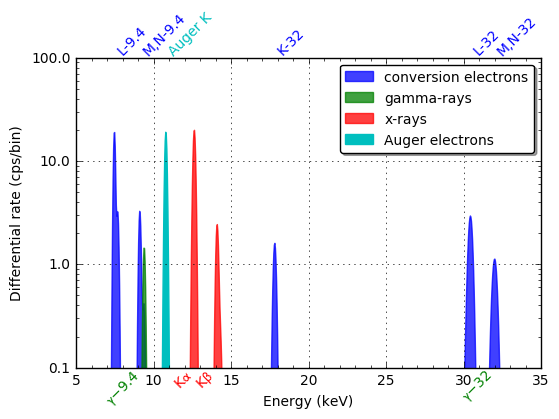 L-9.4 M,N-9.4 Auger K K-32 L-32 M,N-32
100.0
10.0
1.0
0.1
Differential rate (cps/bin)
conversion electrons
gamma-rays
x-rays
Auger electrons
5 10 15 20 25 30 35
γ−9.4 Kα Kβ γ−32
Energy (keV)